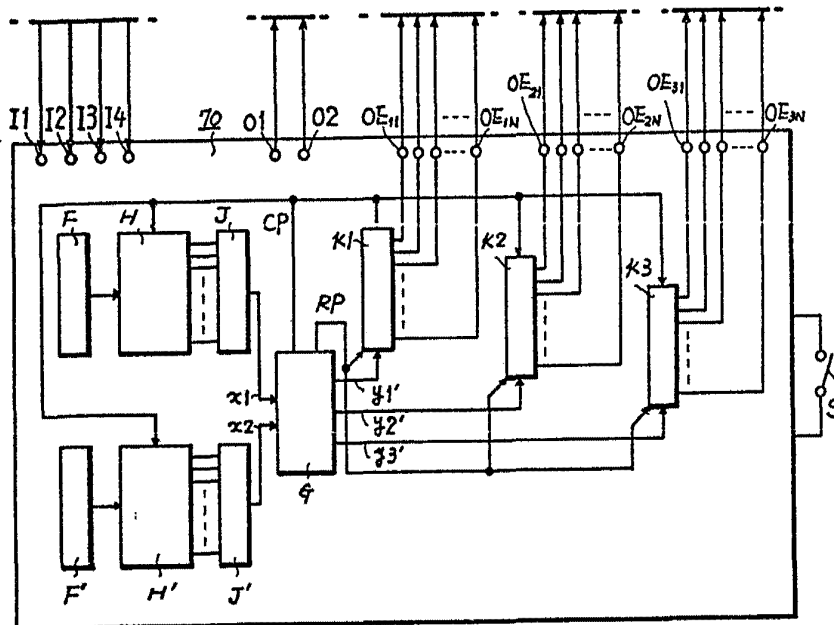 I1 I2 I3 I4 70 O1 O2 OE11 OE1N OE21 OE2N OE31 OE3N
F H J CP K1 K2 K3
RP
x1 y1'
x2 y2'
y3'
G
S
F' H' J'